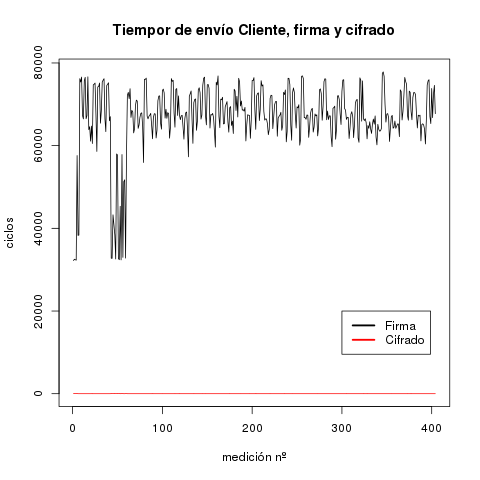 Tiempor de envío Cliente, firma y cifrado
ciclos
80000
60000
40000
20000
0
Firma
Cifrado
0 100 200 300 400
medición nº